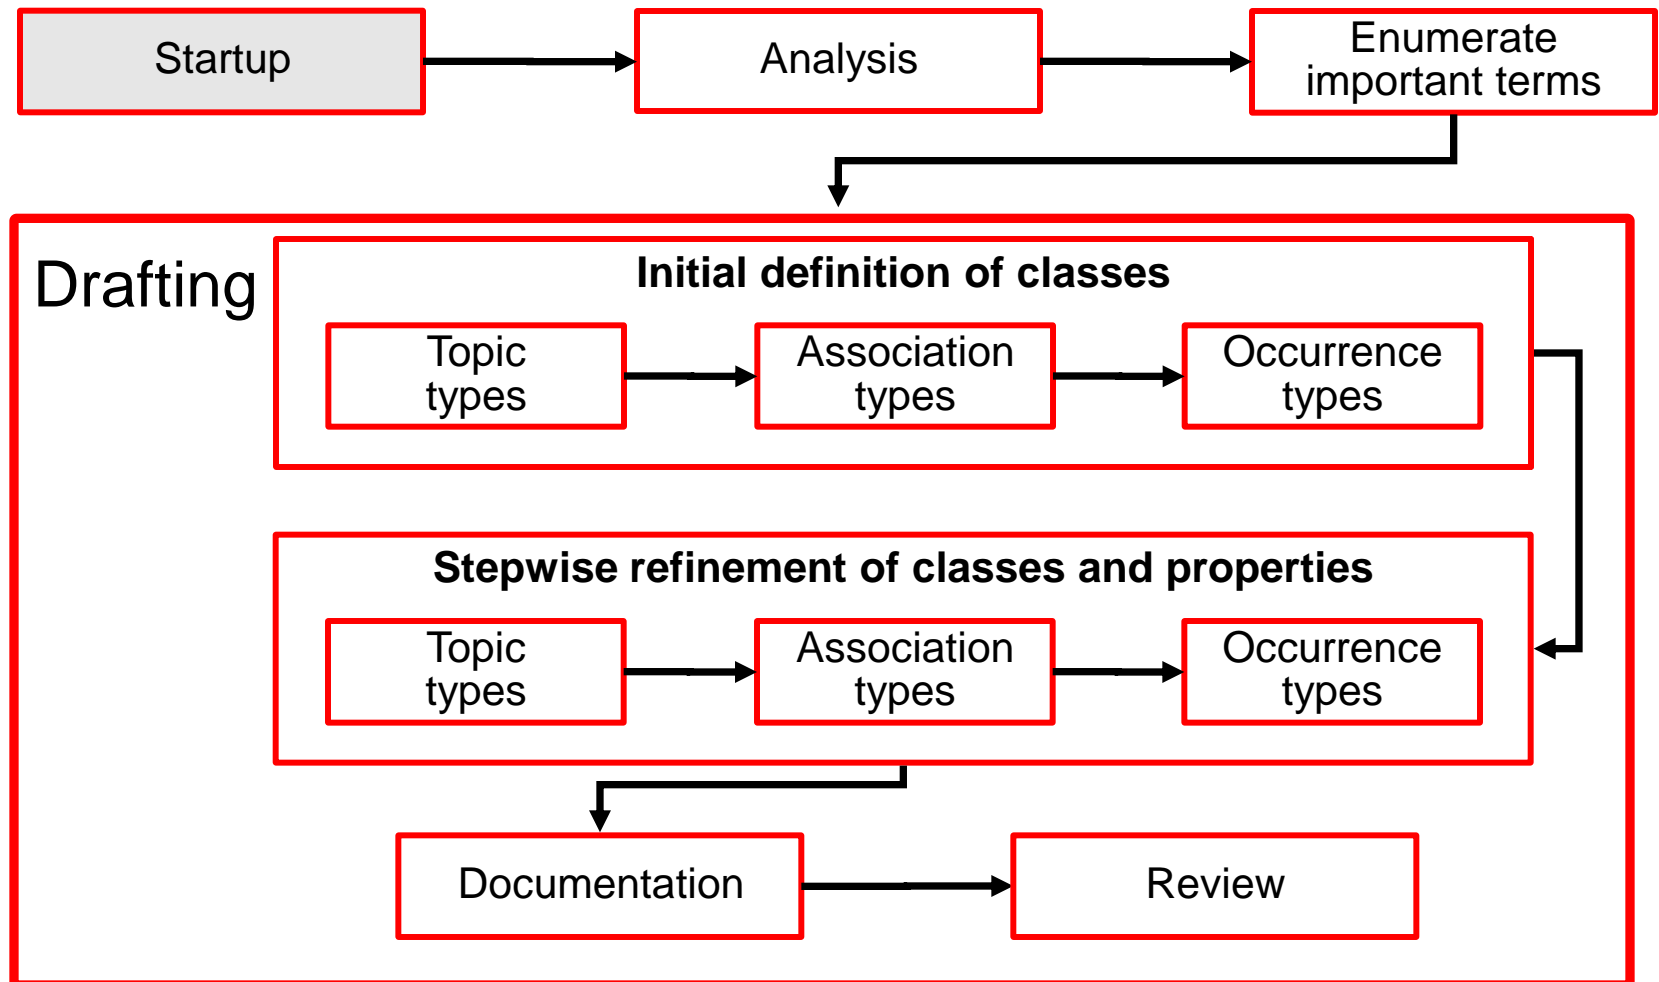 Startup
Analysis
Enumerate
important terms
Drafting
Initial definition of classes
Topic
types
Association
types
Occurrence
types
Stepwise refinement of classes and properties
Topic
types
Association
types
Occurrence
types
Documentation
Review